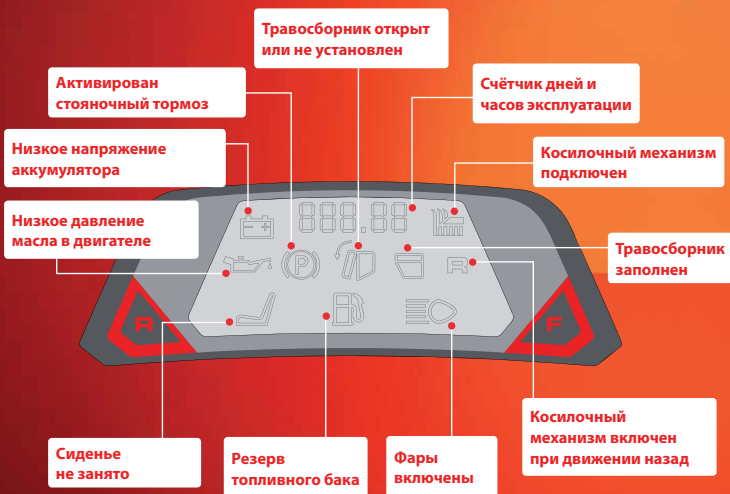 Травосборник открыт
или не установлен
Активирован
стояночный тормоз
Счётчик дней и
часов эксплуатации
Низкое напряжение
аккумулятора
Косилочный механизм
подключен
Низкое давление
масла в двигателе
Травосборник
заполнен
888.88
P
R
R
F
Сиденье
не занято
Резерв
топливного бака
Фары
включены
Косилочный
механизм включен
при движении назад